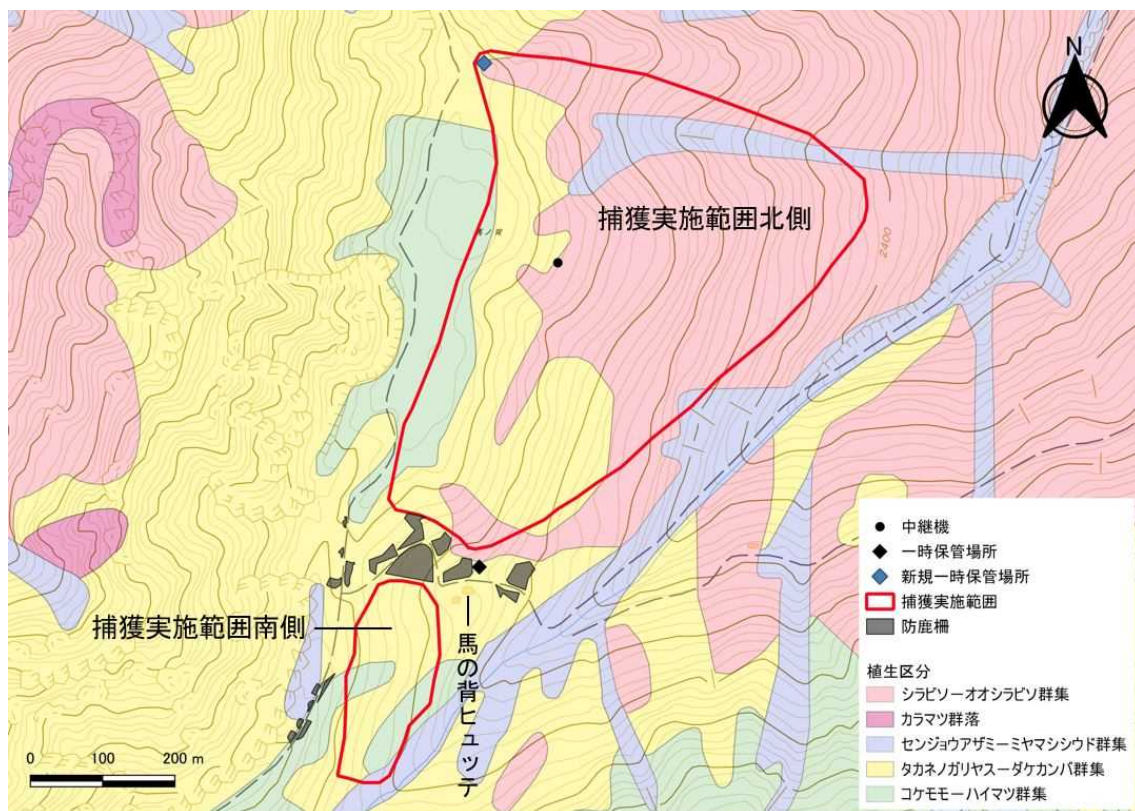 N
捕獲実施範囲北側
2400
捕獲実施範囲南側
馬の背ヒュッテ
0 100 200 m
中継機
一時保管場所
新規一時保管場所
捕獲実施範囲
防鹿柵
植生区分
シラビソーオオシラビソ群集
カラマツ群落
センジョウアザミーミヤマシシウド群集
タカネノガリヤスーダケカンバ群集
コケモモーハイマツ群集